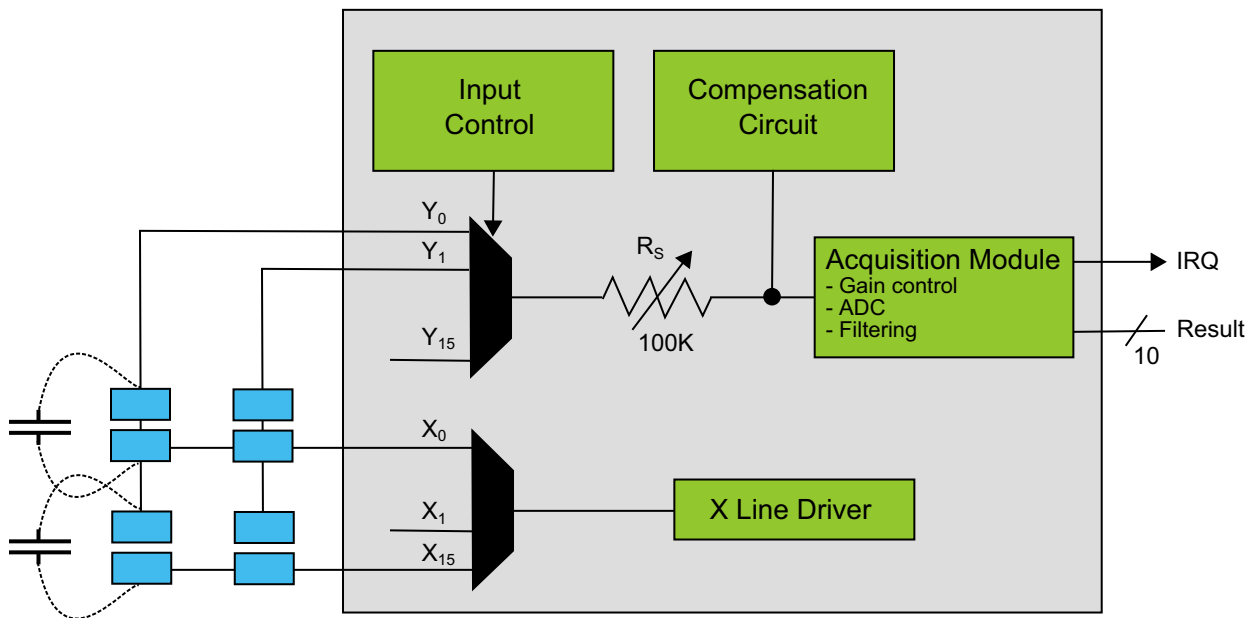 Input
Control
Compensation
Circuit
Y0
Y1
Y15
RS
100K
Acquisition Module
- Gain control
- ADC
- Filtering
IRQ
Result
10
X0
X1
X15
X Line Driver